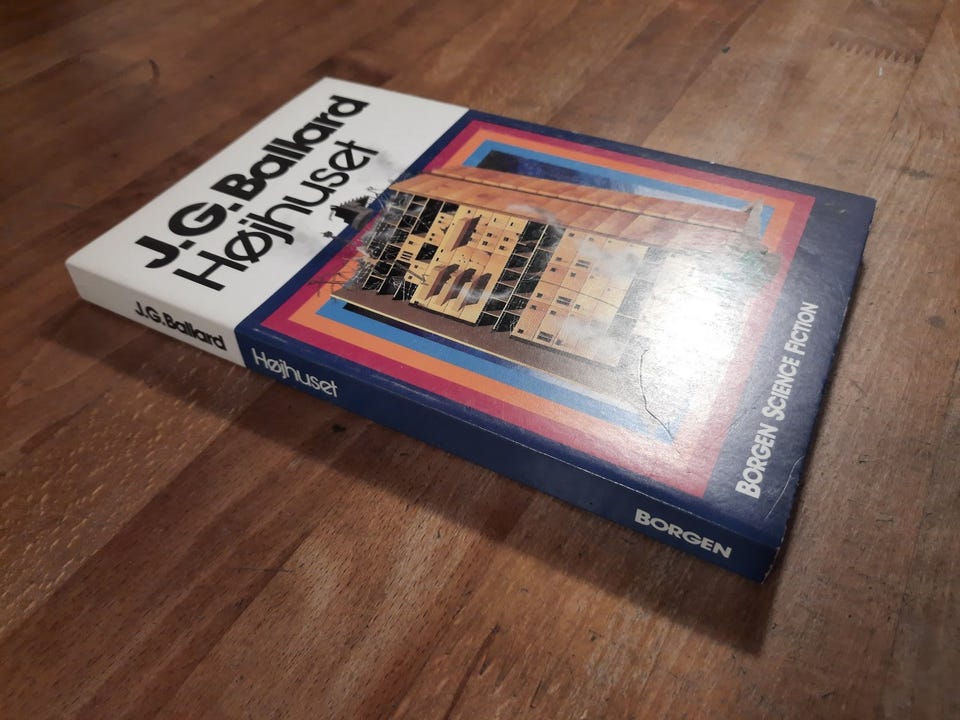 J.G. Ballard
Højhuset
BORGEN SCIENCE FICTION
J.G. Ballard
Højhuset
BORGEN